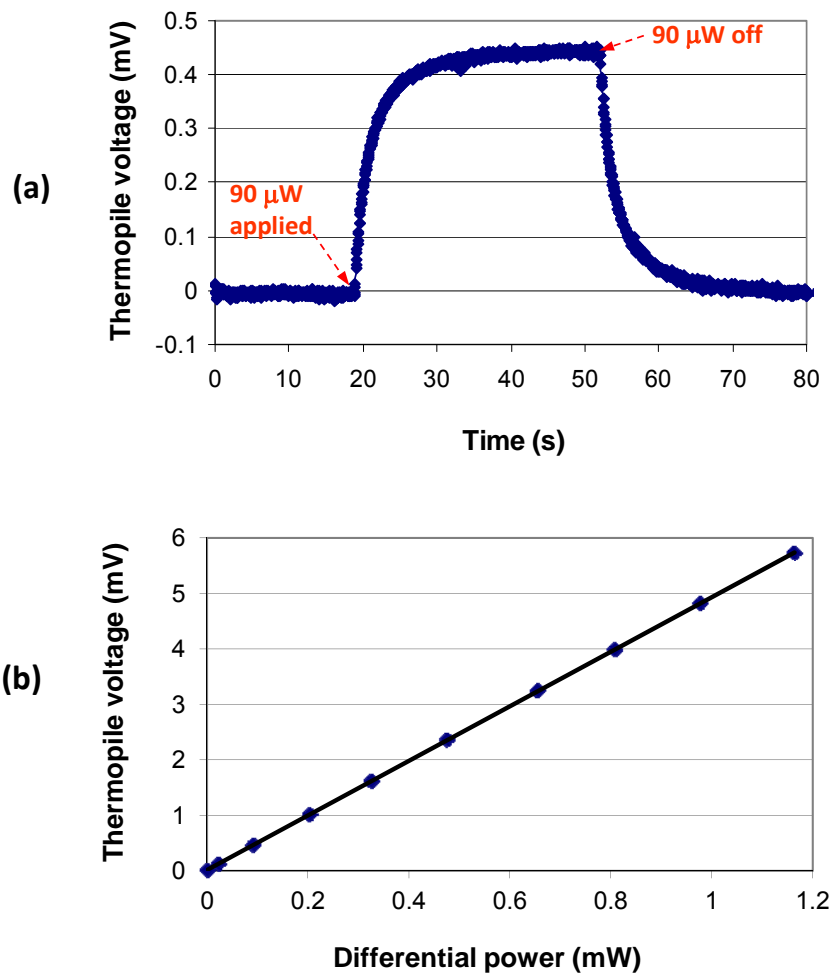 (a)
Thermopile voltage (mV)
0.5
0.4
0.3
0.2
0.1
0
-0.1
90 μW
applied
90 μW off
0 10 20 30 40 50 60 70 80
Time (s)
(b)
Thermopile voltage (mV)
6
5
4
3
2
1
0
0 0.2 0.4 0.6 0.8 1 1.2
Differential power (mW)